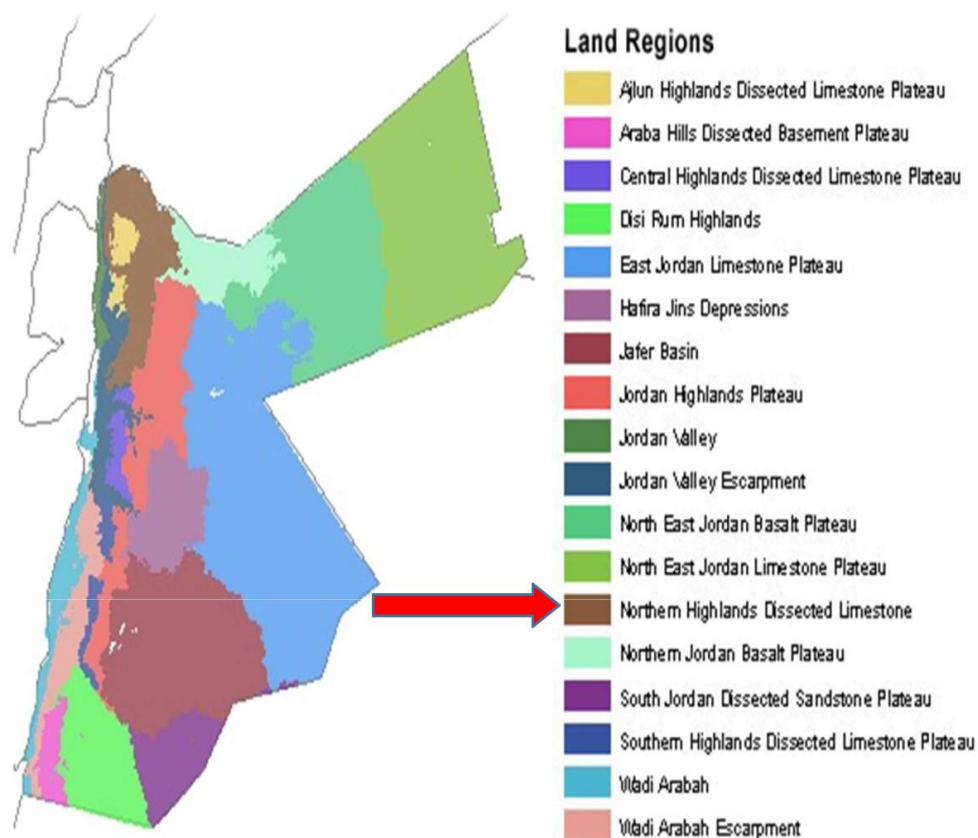 Land Regions
Ajlun Highlands Dissected Limestone Plateau
Araba Hills Dissected Basement Plateau
Central Highlands Dissected Limestone Plateau
Disi Rum Highlands
East Jordan Limestone Plateau
Hafira Jins Depressions
Jafer Basin
Jordan Highlands Plateau
Jordan Valley
Jordan Valley Escarpment
North East Jordan Basalt Plateau
North East Jordan Limestone Plateau
Northern Highlands Dissected Limestone
Northern Jordan Basalt Plateau
South Jordan Dissected Sandstone Plateau
Southern Highlands Dissected Limestone Plateau
Wadi Arabah
Wadi Arabah Escarpment